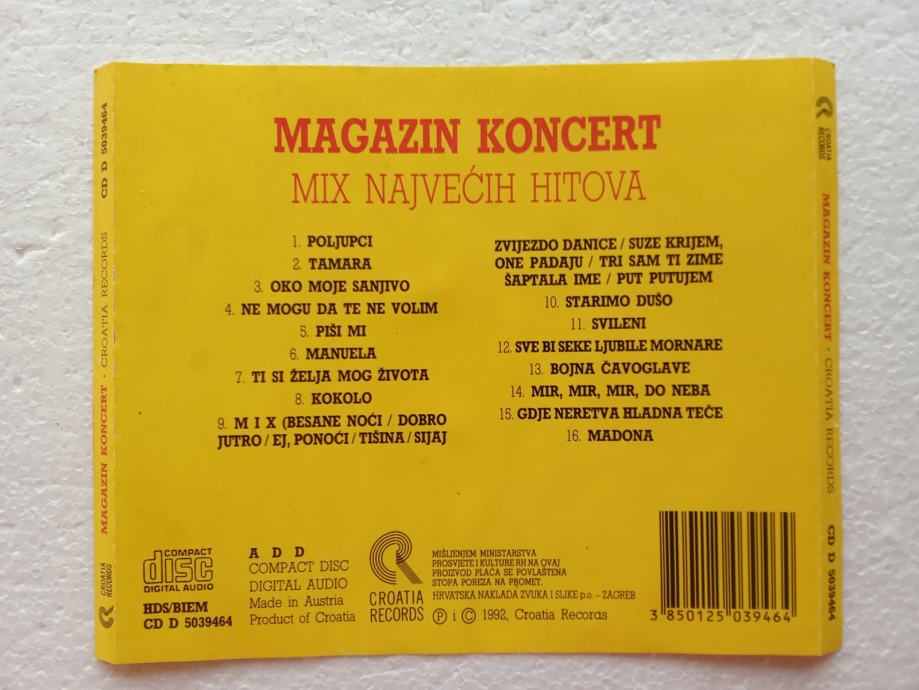 MAGAZIN KONCERT
MIX NAJVEĆIH HITOVA
1. POLJUPCI
2. TAMARA
3. OKO MOJE SANJIVO
4. NE MOGU DA TE NE VOLIM
5. PIŠI MI
6. MANUELA
7. TI SI ŽELJA MOG ŽIVOTA
8. KOKOLO
9. M I X (BESANE NOĆI / DOBRO
JUTRO / EJ, PONOĆI / TIŠINA / SIJAJ
ZVIJEZDO DANICE / SUZE KRIJEM,
ONE PADAJU / TRI SAM TI ZIME
ŠAPTALA IME / PUT PUTUJEM
10. STARIMO DUŠO
11. SVILENI
12. SVE BI SEKE LJUBILE MORNARE
13. BOJNA ČAVOGLAVE
14. MIR, MIR, MIR, DO NEBA
15. GDJE NERETVA HLADNA TEČE
16. MADONA
COMPACT
disc
DIGITAL AUDIO
HDS/BIEM
CD D 5039464
A D D
COMPACT DISC
DIGITAL AUDIO
Made in Austria
Product of Croatia
CROATIA
RECORDS
MIŠLJENJEM MINISTARSTVA
PROSVJETE I KULTURE RH NA OVAJ
PROIZVOD PLAĆA SE POVLAŠTENA
STOPA POREZA NA PROMET.
HRVATSKA NAKLADA ZVUKA I SLIKE p.o. – ZAGREB
Ⓟ i © 1992, Croatia Records
3 850125 039464
MAGAZIN KONCERT • CROATIA RECORDS
CD D 5039464
CROATIA
RECORDS
CROATIA
RECORDS
MAGAZIN KONCERT • CROATIA RECORDS
CD D 5039464